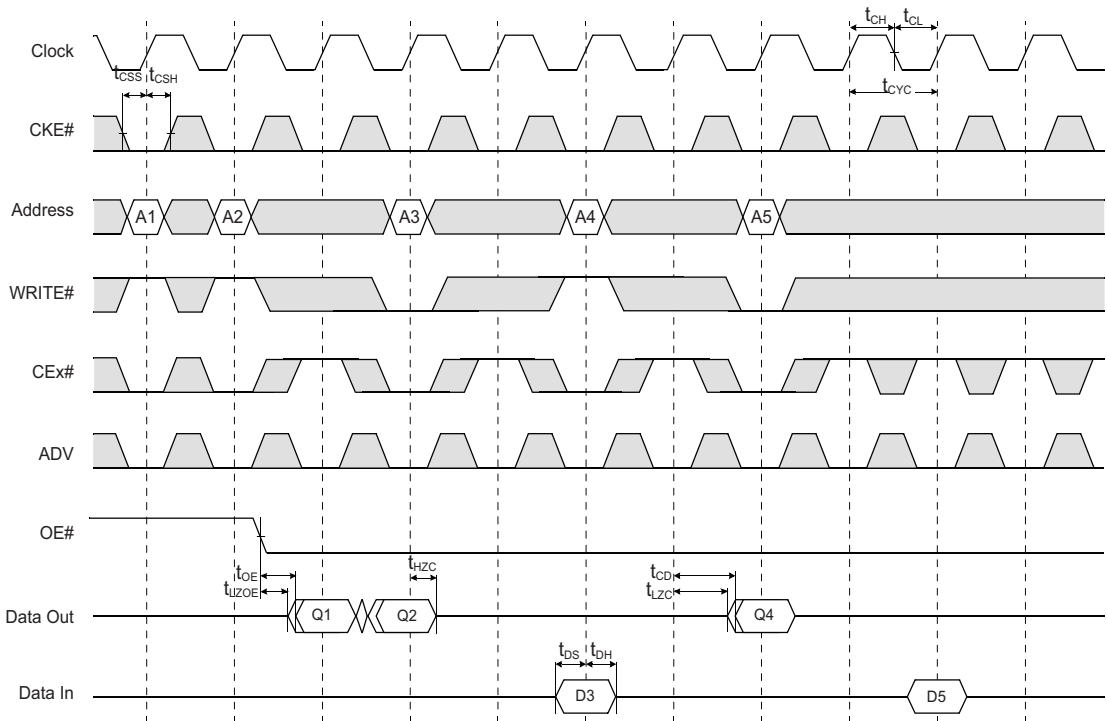 Clock
tCH
tCL
tCSS
tCSH
tCYC
CKE#
Address
A1
A2
A3
A4
A5
WRITE#
CEx#
ADV
OE#
tOE
tLZOE
tHZC
tCD
tLZC
Data Out
Q1
Q2
Q4
tDS
tDH
Data In
D3
D5